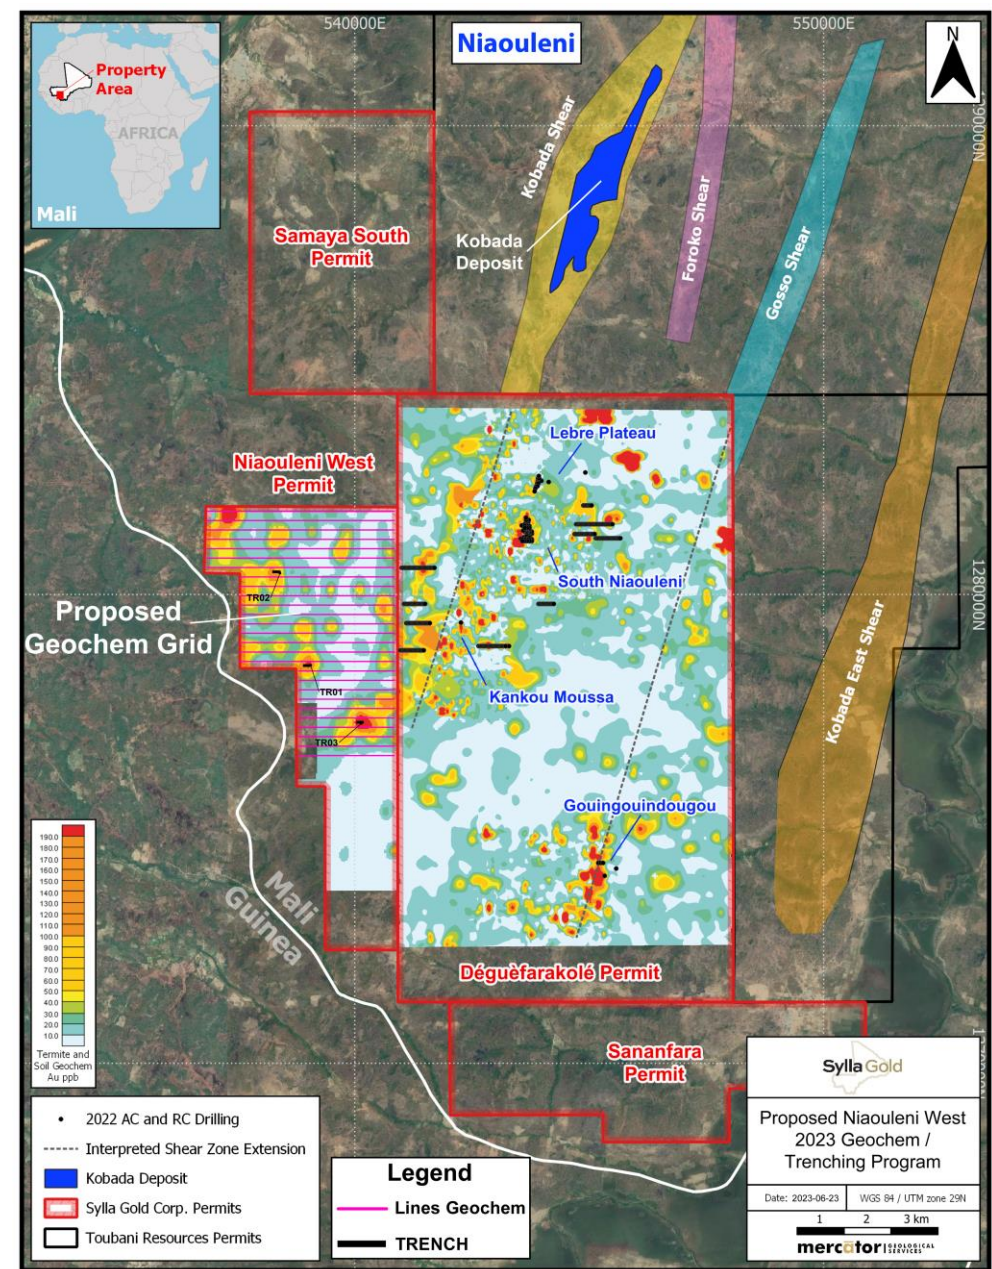 540000E
550000E
Niaouleni
N
Property
Area
AFRICA
Mali
1290000N
Kobada Shear
Kobada
Deposit
Foroko Shear
Gosso Shear
Samaya South
Permit
Lebre Plateau
Niaouleni West
Permit
South Niaouleni
1280000N
TR02
Proposed
Geochem Grid
Kobada East Shear
TR01
Kankou Moussa
TR03
Gouingouindougou
190.0
180.0
170.0
160.0
150.0
140.0
130.0
120.0
110.0
100.0
90.0
80.0
70.0
60.0
50.0
40.0
30.0
20.0
10.0
Termite and
Soil Geochem
Au ppb
Mali
Guinea
Déguèfarakolé Permit
Sananfara
Permit
1270000N
2022 AC and RC Drilling
Interpreted Shear Zone Extension
Kobada Deposit
Sylla Gold Corp. Permits
Toubani Resources Permits
Legend
Lines Geochem
TRENCH
Sylla Gold
Proposed Niaouleni West
2023 Geochem /
Trenching Program
Date: 2023-06-23
WGS 84 / UTM zone 29N
1 2 3 km
mercator GEOLOGICAL
SERVICES